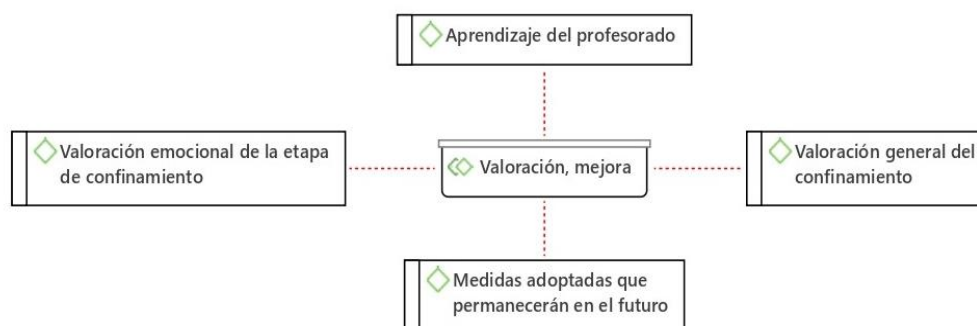 Aprendizaje del profesorado
Valoración emocional de la etapa
de confinamiento
Valoración, mejora
Valoración general del
confinamiento
Medidas adoptadas que
permanecerán en el futuro